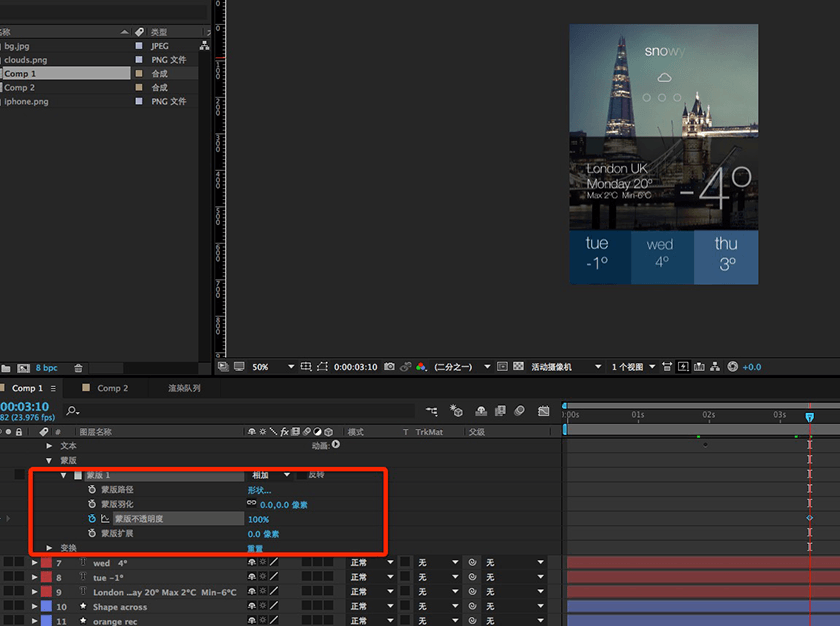 名称 类型
bg.jpg JPEG
clouds.png PNG 文件
Comp 1 合成
Comp 2 合成
iphone.png PNG 文件
snowy
London UK
Monday 20°
Max 2°C Min-6°C
-4°
tue wed thu
-1° 4° 3°
8 bpc
50% 0:00:03:10 (二分之一) 活动摄像机 1 个视图 +0.0
Comp 1 Comp 2 渲染队列
00:03:10
82 (23.976 fps)
:00s 01s 02s 03s
# 图层名称 模式 T TrkMat 父级
文本 动画:
蒙版
蒙版 1 相加 反转
蒙版路径 形状...
蒙版羽化 0.0,0.0 像素
蒙版不透明度 100%
蒙版扩展 0.0 像素
变换 重置
7 T wed 4° 正常 无 无
8 T tue -1° 正常 无 无
9 T London ...ay 20° Max 2°C Min-6°C 正常 无 无
10 Shape across 正常 无 无
11 orange rec 正常 无 无